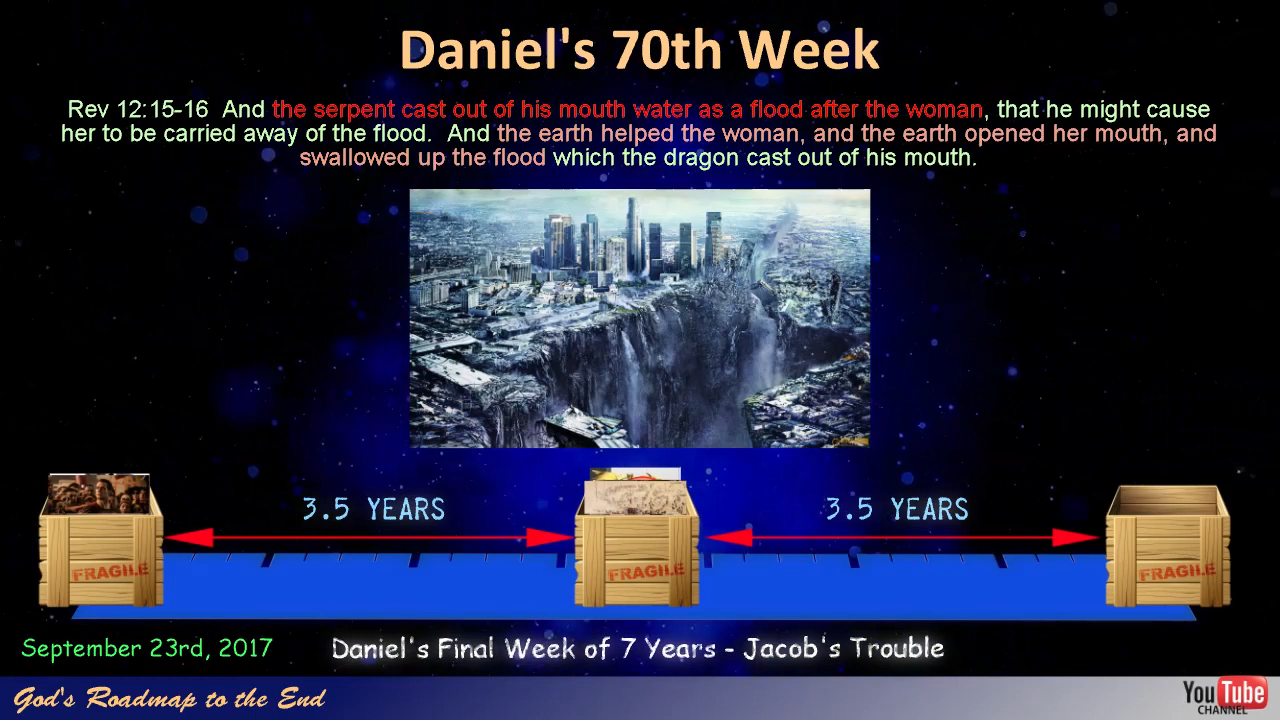 Daniel's 70th Week
Rev 12:15-16 And the serpent cast out of his mouth water as a flood after the woman, that he might cause
her to be carried away of the flood. And the earth helped the woman, and the earth opened her mouth, and
swallowed up the flood which the dragon cast out of his mouth.
3.5 YEARS
3.5 YEARS
FRAGILE
FRAGILE
FRAGILE
September 23rd, 2017
Daniel's Final Week of 7 Years - Jacob's Trouble
God's Roadmap to the End
YouTube
CHANNEL